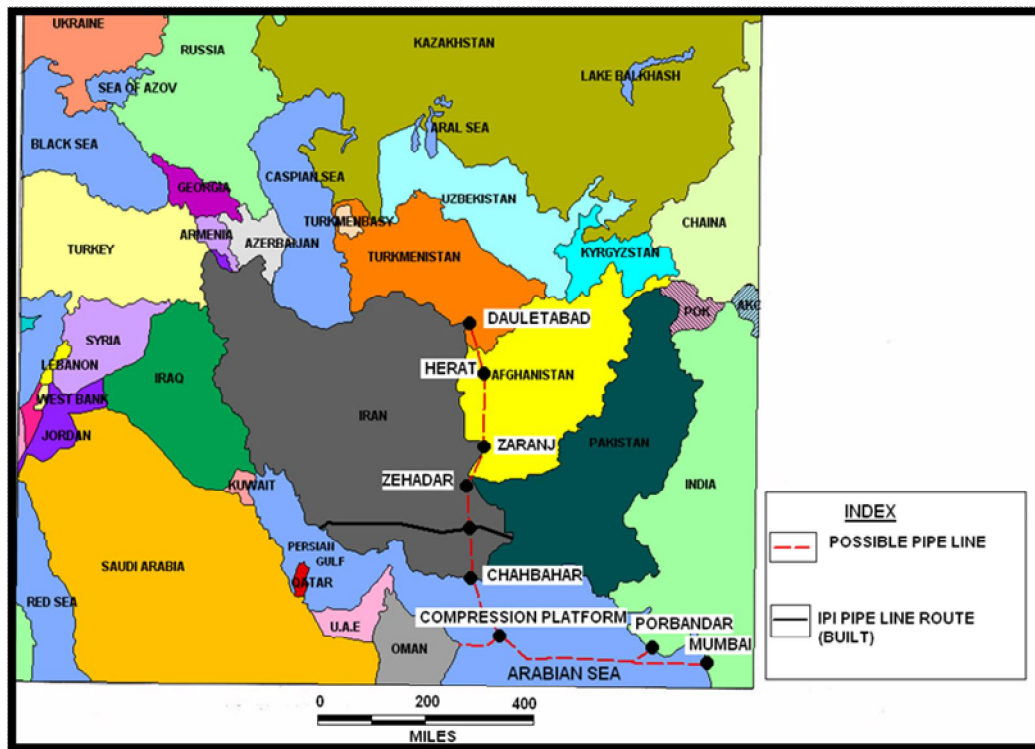 UKRAINE
RUSSIA
KAZAKHSTAN
LAKE BALKHASH
SEA OF AZOV
BLACK SEA
ARAL SEA
CASPIAN SEA
GEORGIA
UZBEKISTAN
TURKMENBASY
CHAINA
ARMENIA
AZERBAIJAN
TURKEY
TURKMENISTAN
KYRGYZSTAN
POK
AKC
DAULETABAD
SYRIA
LEBANON
HERAT
AFGHANISTAN
IRAQ
WEST BANK
IRAN
JORDAN
ZARANJ
PAKISTAN
ZEHADAR
KUWAIT
INDIA
PERSIAN
GULF
SAUDI ARABIA
QATAR
CHAHBAHAR
RED SEA
U.A.E
COMPRESSION PLATFORM
PORBANDAR
OMAN
MUMBAI
ARABIAN SEA
INDEX
POSSIBLE PIPE LINE
IPI PIPE LINE ROUTE
(BUILT)
0 200 400
MILES